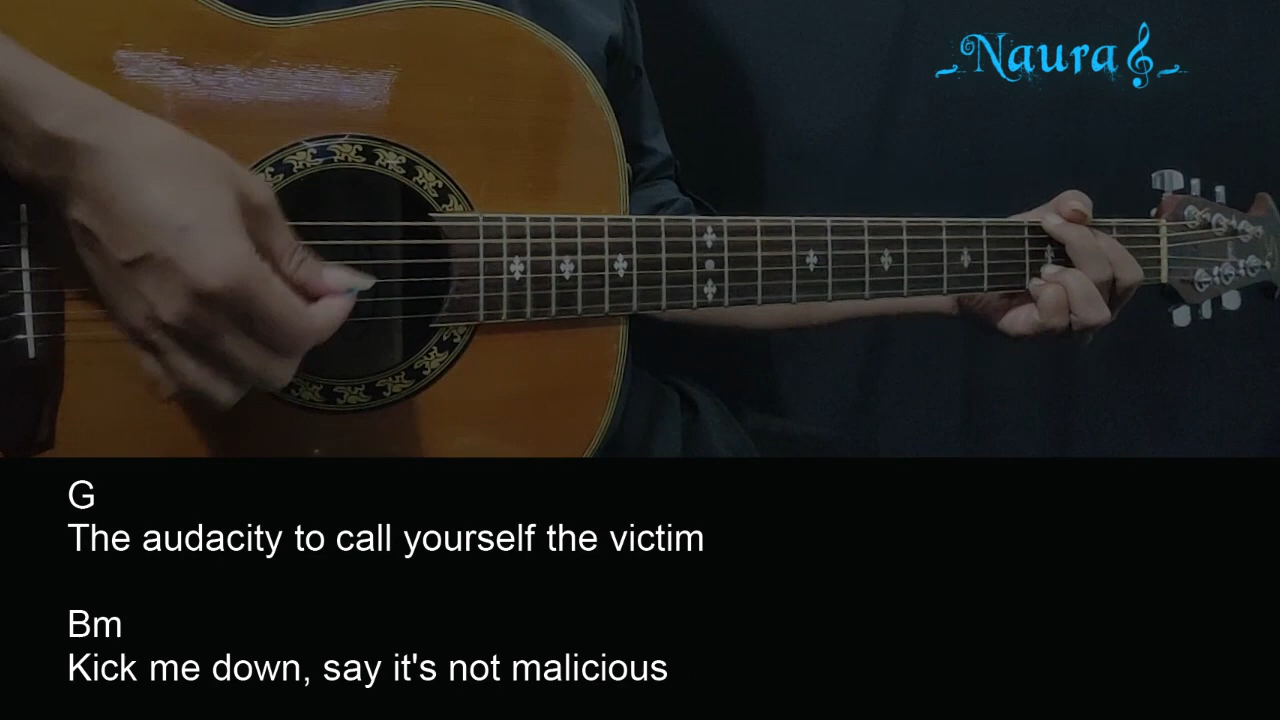 Naura
G
The audacity to call yourself the victim
Bm
Kick me down, say it's not malicious